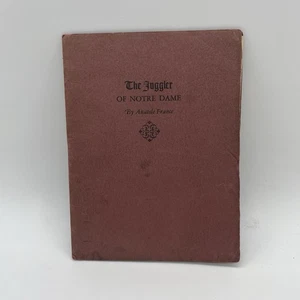 The Juggler
OF NOTRE DAME
By Anatole France